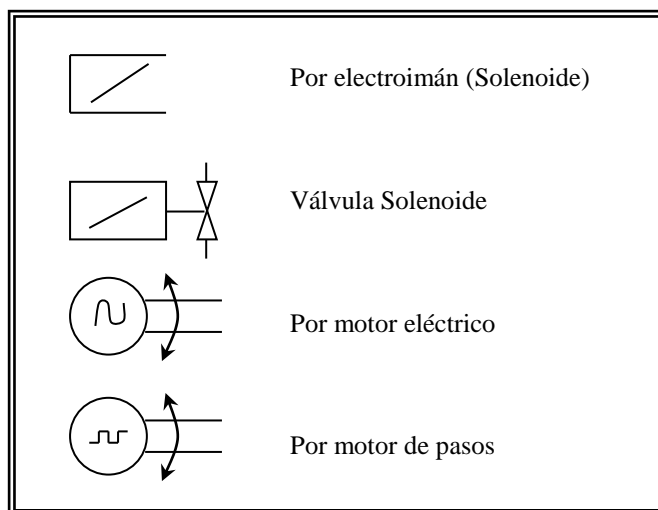 Por electroimán (Solenoide)
Válvula Solenoide
Por motor eléctrico
Por motor de pasos